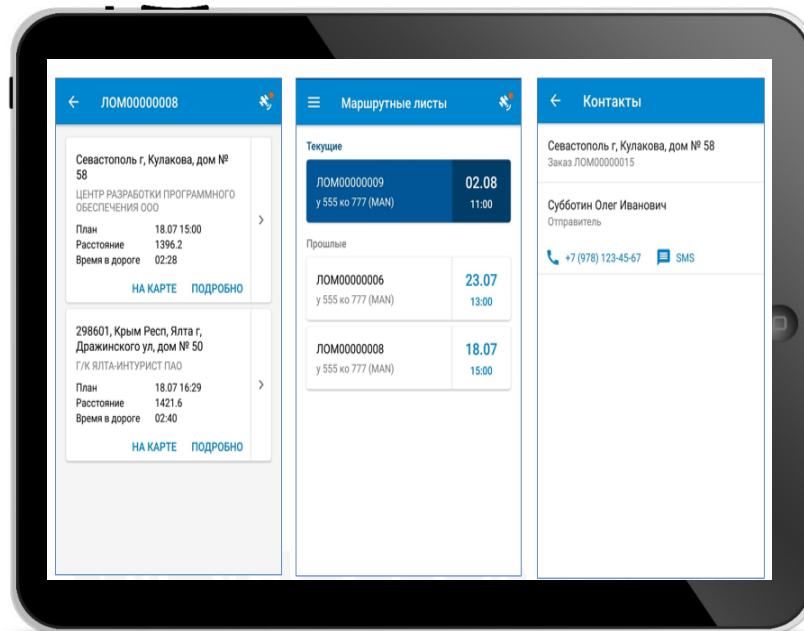 ЛОМ00000008
Севастополь г, Кулакова, дом №
58
ЦЕНТР РАЗРАБОТКИ ПРОГРАММНОГО
ОБЕСПЕЧЕНИЯ ООО
План 18.07 15:00
Расстояние 1396.2
Время в дороге 02:28
НА КАРТЕ ПОДРОБНО
298601, Крым Респ, Ялта г,
Дражинского ул, дом № 50
Г/К ЯЛТА-ИНТУРИСТ ПАО
План 18.07 16:29
Расстояние 1421.6
Время в дороге 02:40
НА КАРТЕ ПОДРОБНО
Маршрутные листы
Текущие
ЛОМ00000009 02.08
у 555 ко 777 (MAN) 11:00
Прошлые
ЛОМ00000006 23.07
у 555 ко 777 (MAN) 13:00
ЛОМ00000008 18.07
у 555 ко 777 (MAN) 15:00
Контакты
Севастополь г, Кулакова, дом № 58
Заказ ЛОМ00000015
Субботин Олег Иванович
Отправитель
+7 (978) 123-45-67 SMS